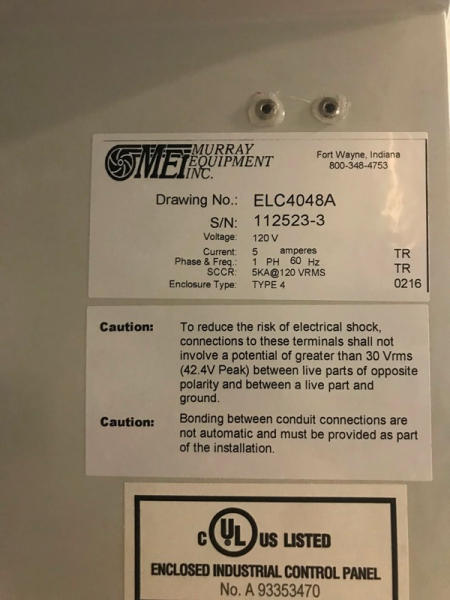 MEI MURRAY EQUIPMENT INC.
Fort Wayne, Indiana
800-348-4753
Drawing No.: ELC4048A
S/N: 112523-3
Voltage: 120 V
Current: 5 amperes TR
Phase & Freq.: 1 PH 60 Hz
SCCR: 5KA@120 VRMS TR
Enclosure Type: TYPE 4 0216
Caution: To reduce the risk of electrical shock,
connections to these terminals shall not
involve a potential of greater than 30 Vrms
(42.4V Peak) between live parts of opposite
polarity and between a live part and
ground.
Caution: Bonding between conduit connections are
not automatic and must be provided as part
of the installation.
C UL US LISTED
ENCLOSED INDUSTRIAL CONTROL PANEL
No. A 93353470